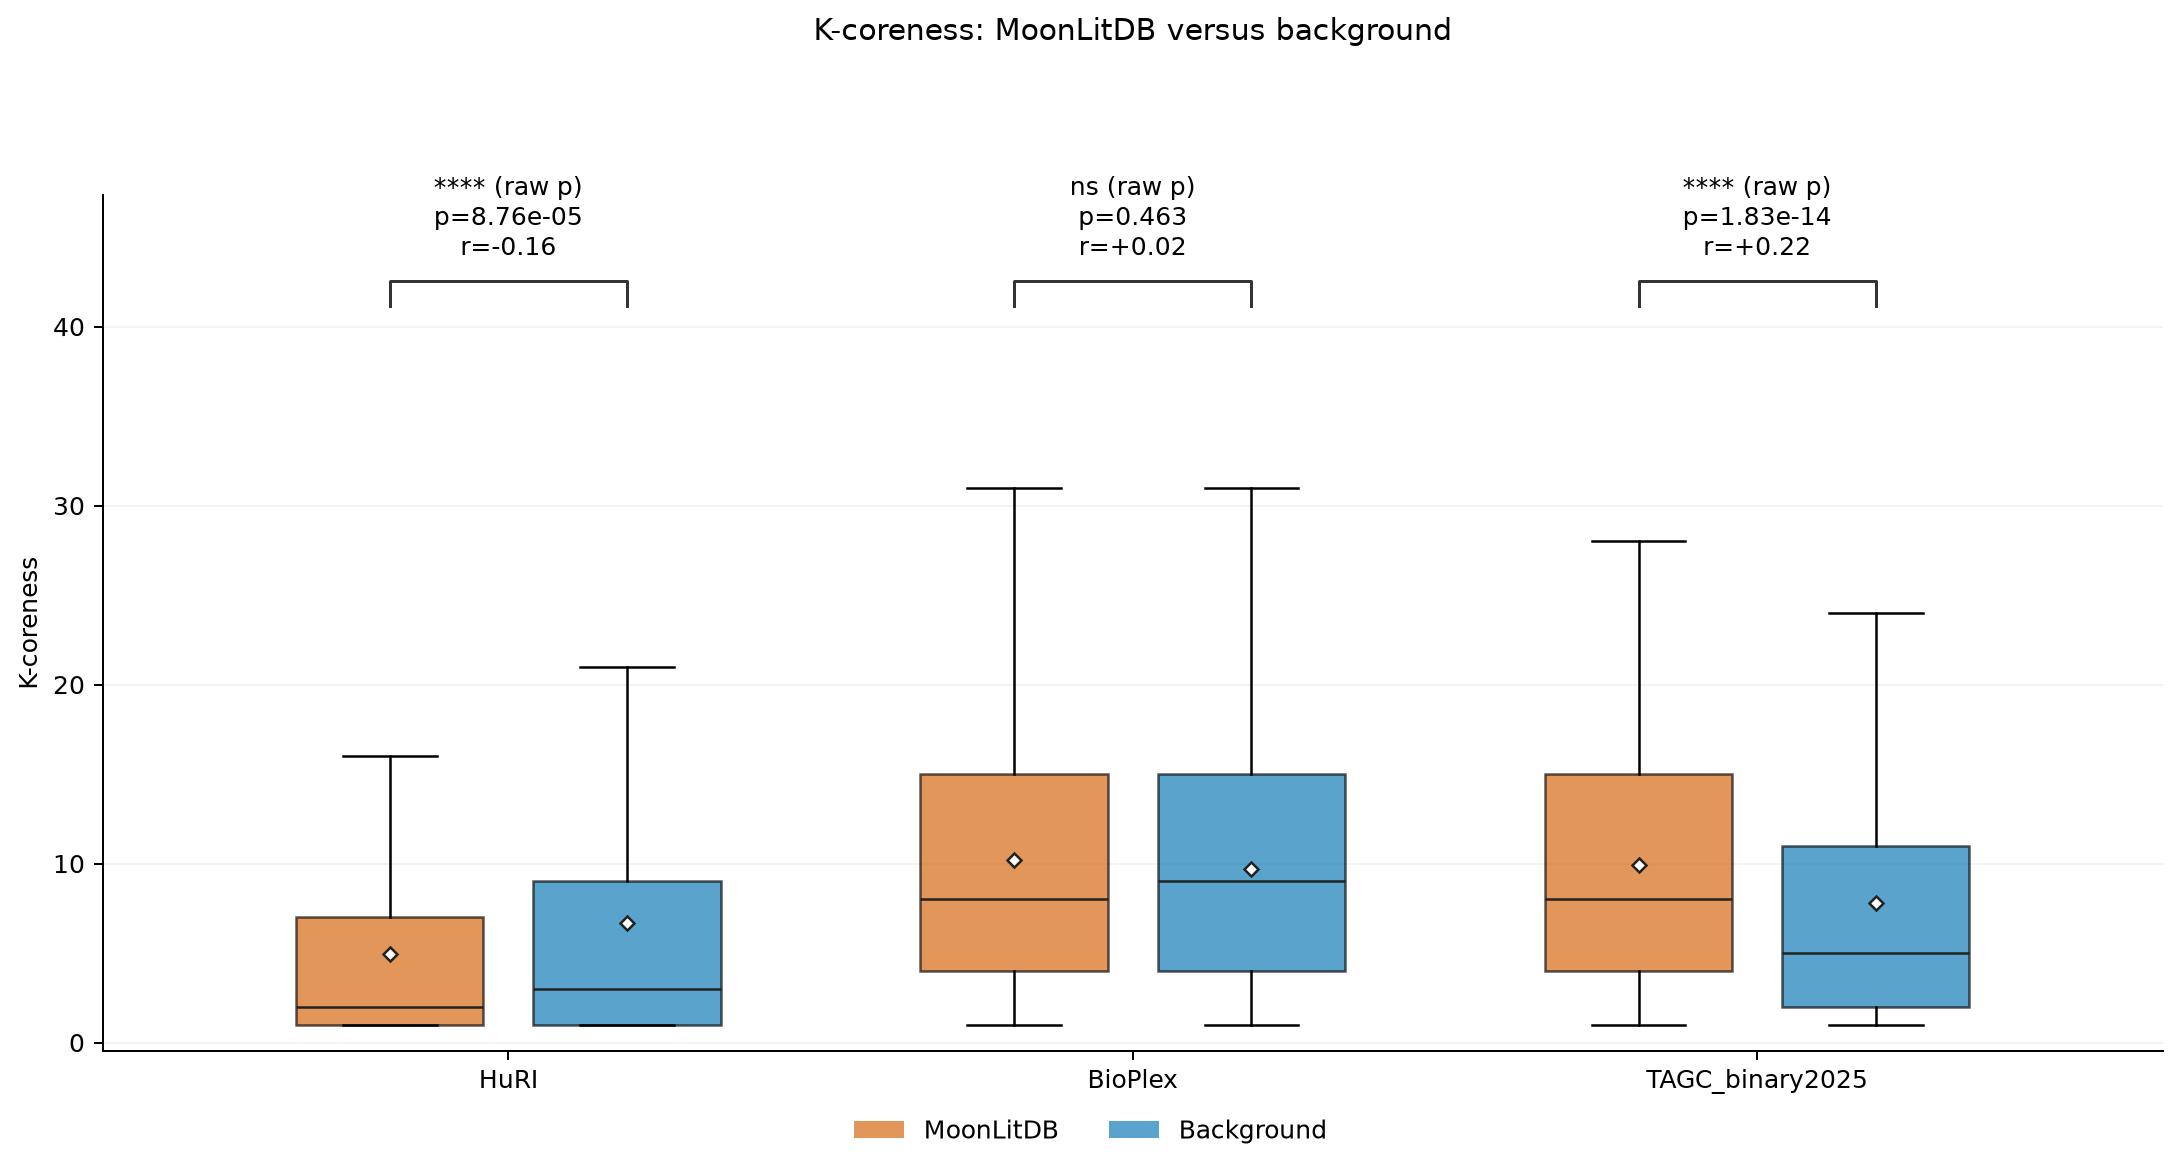 K-coreness: MoonLitDB versus background
**** (raw p)
p=8.76e-05
r=-0.16
ns (raw p)
p=0.463
r=+0.02
**** (raw p)
p=1.83e-14
r=+0.22
K-coreness
40
30
20
10
0
HuRI
BioPlex
TAGC_binary2025
MoonLitDB
Background